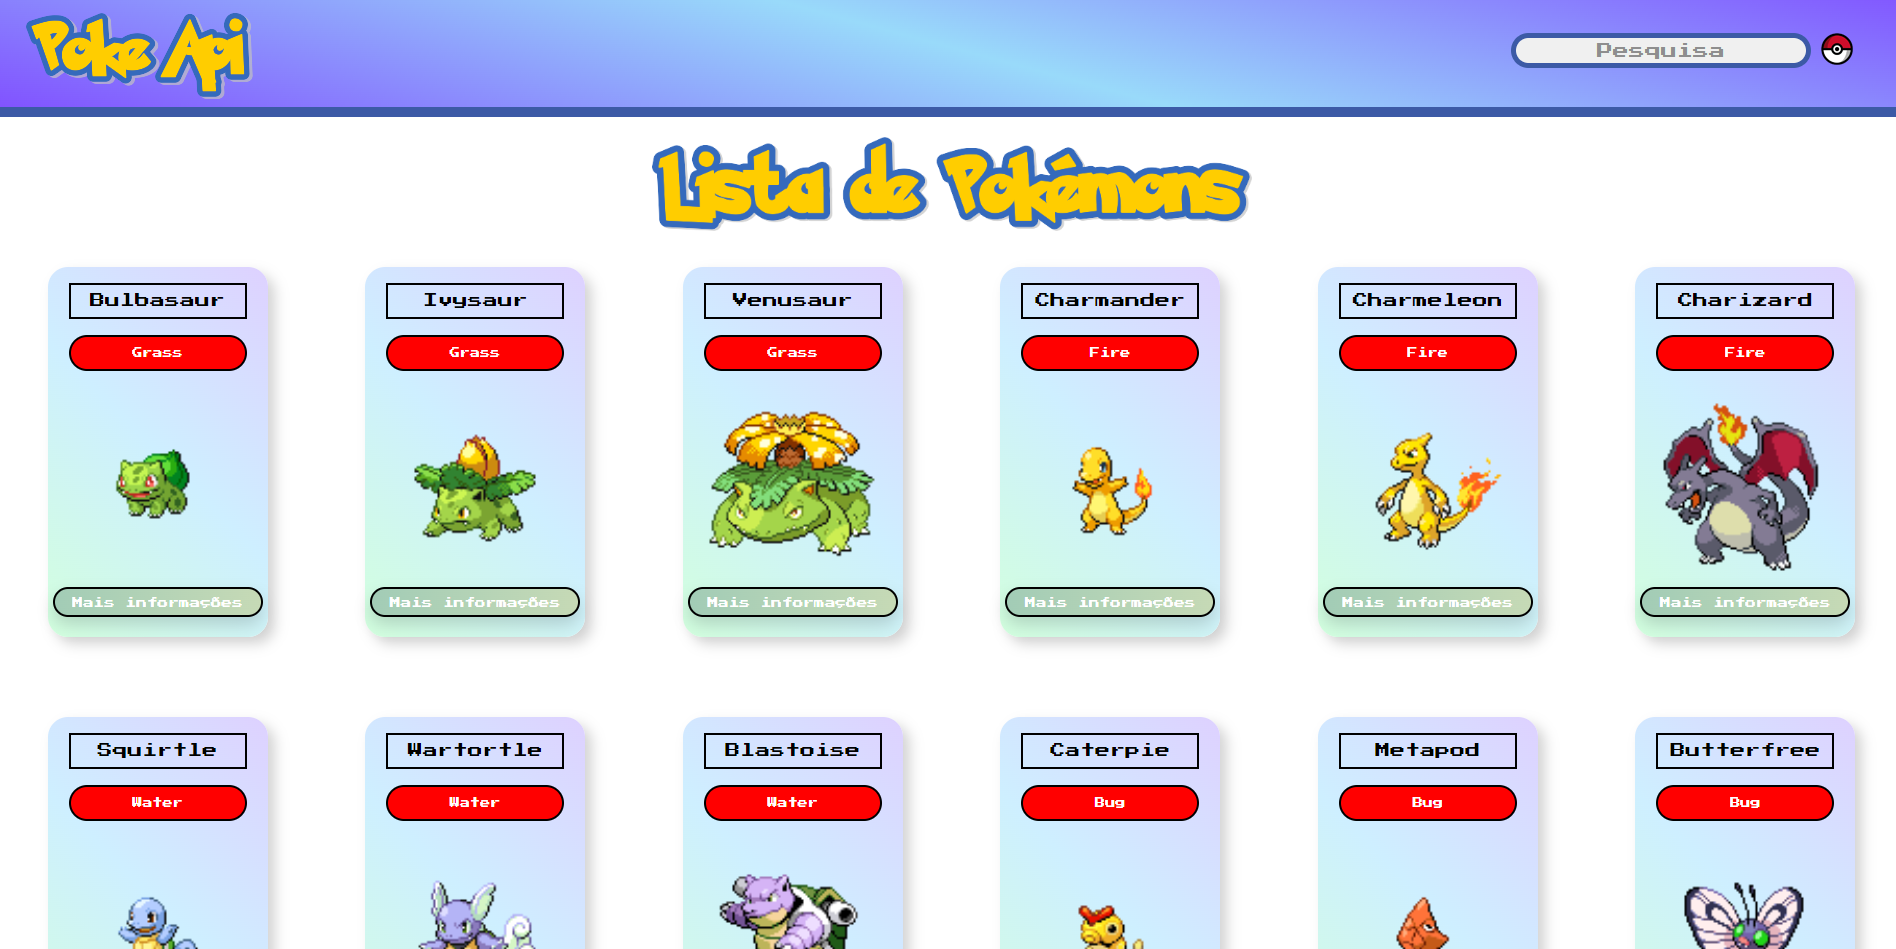 Poke Api
Pesquisa
Lista de Pokémons
Bulbasaur
Grass
Mais informações
Ivysaur
Grass
Mais informações
Venusaur
Grass
Mais informações
Charmander
Fire
Mais informações
Charmeleon
Fire
Mais informações
Charizard
Fire
Mais informações
Squirtle
Water
Wartortle
Water
Blastoise
Water
Caterpie
Bug
Metapod
Bug
Butterfree
Bug